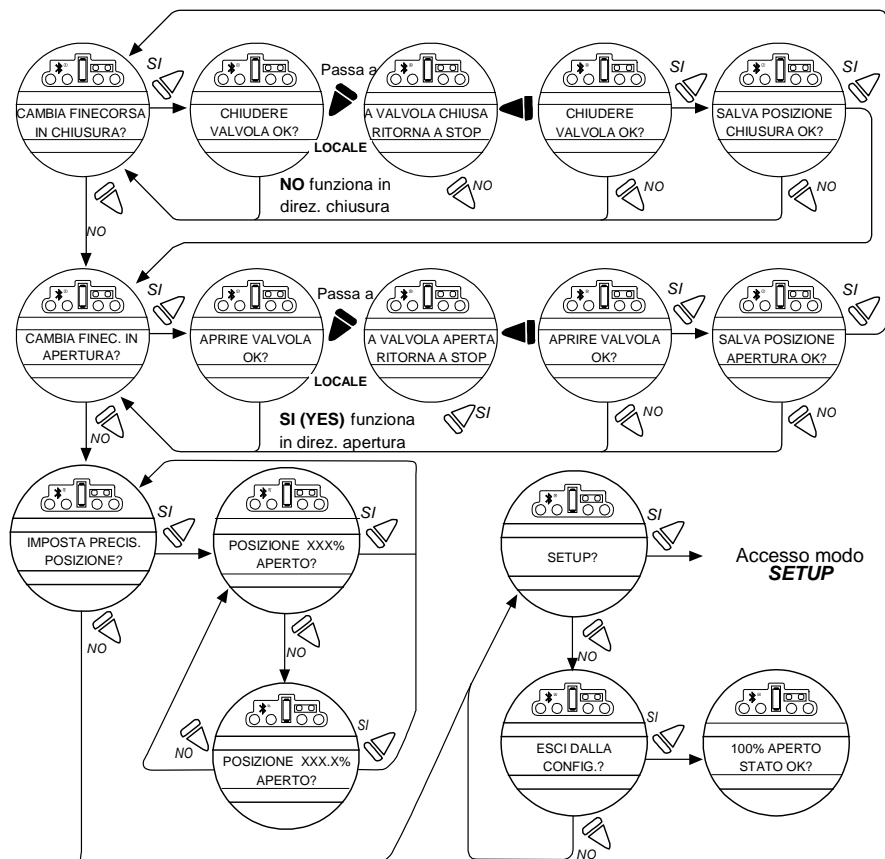 SI
Passa a
SI
SI
CAMBIA FINECORSA
IN CHIUSURA?
CHIUDERE
VALVOLA OK?
LOCALE
A VALVOLA CHIUSA
RITORNA A STOP
CHIUDERE
VALVOLA OK?
SALVA POSIZIONE
CHIUSURA OK?
NO
NO funziona in
direz. chiusura
NO
NO
NO
SI
Passa a
SI
SI
CAMBIA FINEC. IN
APERTURA?
APRIRE VALVOLA
OK?
LOCALE
A VALVOLA APERTA
RITORNA A STOP
APRIRE VALVOLA
OK?
SALVA POSIZIONE
APERTURA OK?
NO
SI (YES) funziona
in direz. apertura
SI
NO
NO
SI
SI
SI
IMPOSTA PRECIS.
POSIZIONE?
POSIZIONE XXX%
APERTO?
SETUP?
Accesso modo
SETUP
NO
NO
NO
NO
SI
SI
POSIZIONE XXX.X%
APERTO?
ESCI DALLA
CONFIG.?
100% APERTO
STATO OK?
NO